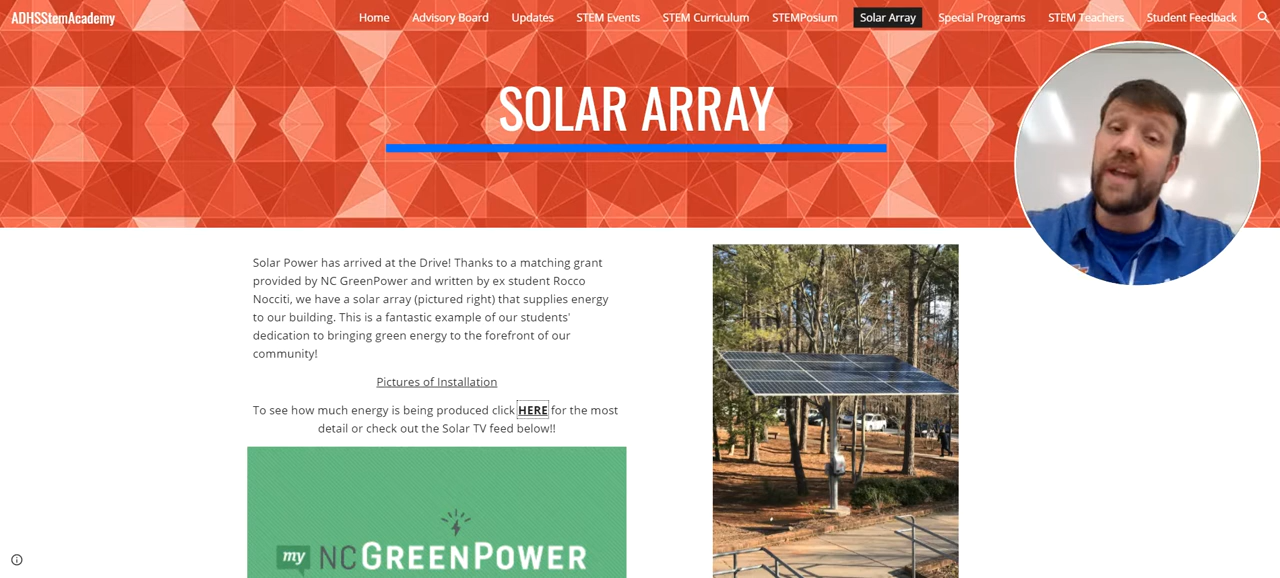 ADHSStemAcademy
Home Advisory Board Updates STEM Events STEM Curriculum STEMPosium Solar Array Special Programs STEM Teachers Student Feedback
SOLAR ARRAY
Solar Power has arrived at the Drive! Thanks to a matching grant
provided by NC GreenPower and written by ex student Rocco
Nocciti, we have a solar array (pictured right) that supplies energy
to our building. This is a fantastic example of our students'
dedication to bringing green energy to the forefront of our
community!
Pictures of Installation
To see how much energy is being produced click HERE for the most
detail or check out the Solar TV feed below!!
my NCGREENPOWER